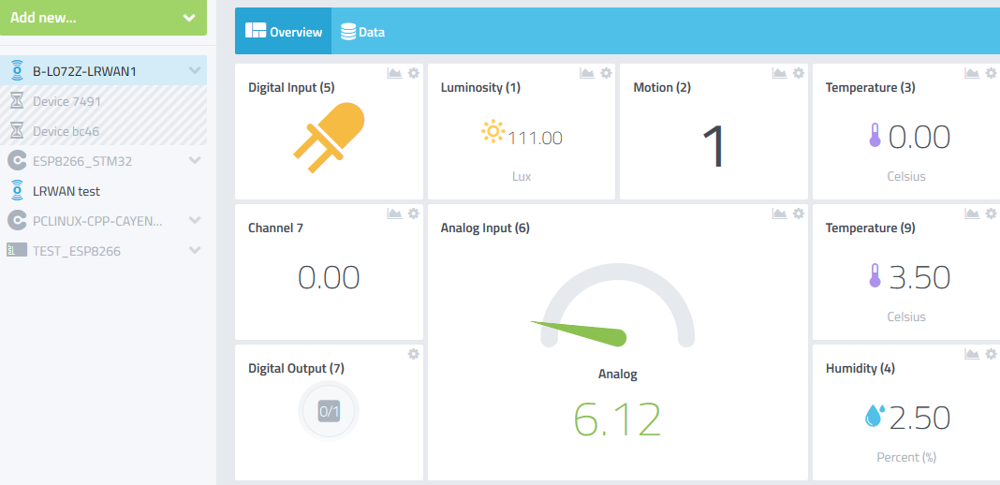 Add new...
B-L072Z-LRWAN1
Device 7491
Device bc46
ESP8266_STM32
LRWAN test
PCLINUX-CPP-CAYEN...
TEST_ESP8266
Overview
Data
Digital Input (5)
Luminosity (1)
111.00
Lux
Motion (2)
1
Temperature (3)
0.00
Celsius
Channel 7
0.00
Analog Input (6)
Analog
6.12
Temperature (9)
3.50
Celsius
Digital Output (7)
0/1
Humidity (4)
2.50
Percent (%)